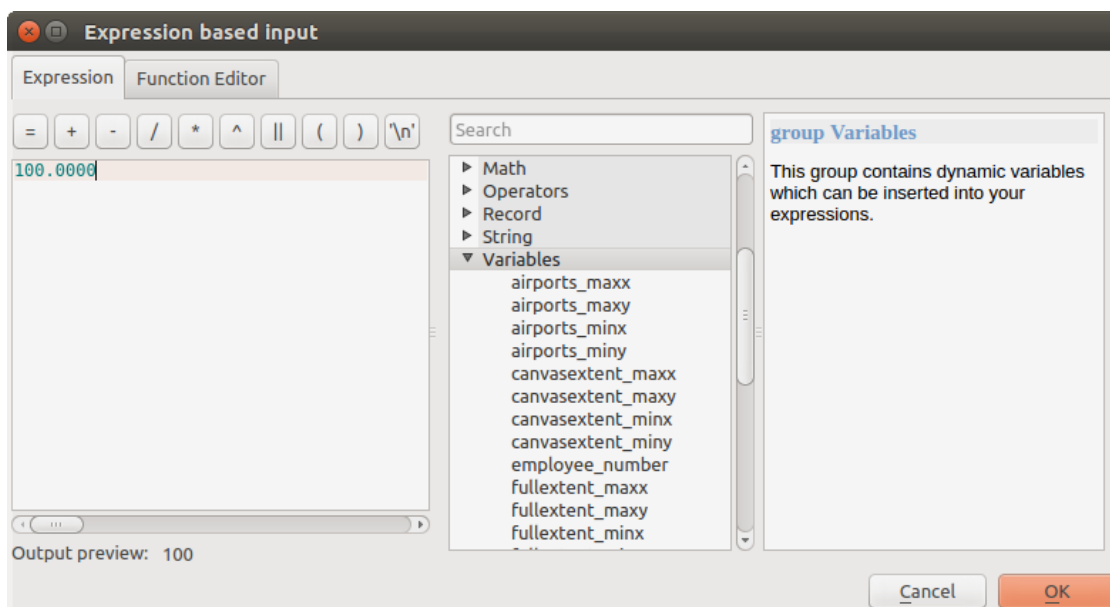 Expression based input
Expression
Function Editor
= + - / * ^ || ( ) '\n'
100.0000
Output preview: 100
Search
Math
Operators
Record
String
Variables
airports_maxx
airports_maxy
airports_minx
airports_miny
canvasextent_maxx
canvasextent_maxy
canvasextent_minx
canvasextent_miny
employee_number
fullextent_maxx
fullextent_maxy
fullextent_minx
group Variables
This group contains dynamic variables
which can be inserted into your
expressions.
Cancel
OK